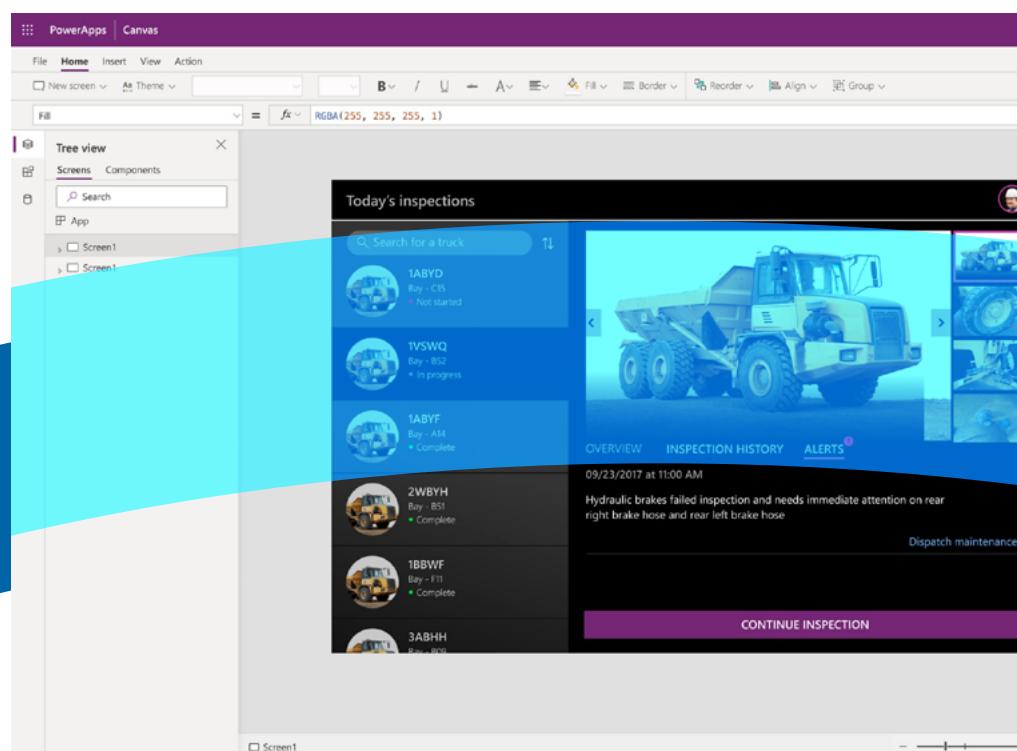 PowerApps Canvas
File Home Insert View Action
New screen Theme B / U A Fill Border Reorder Align Group
Fill = fx RGBA(255, 255, 255, 1)
Tree view
Screens Components
Search
App
Screen1
Screen1
Today's inspections
Search for a truck
1ABYD
Bay - C15
Not started
1VSWQ
Bay - B52
In progress
1ABYF
Bay - A14
Complete
2WBYH
Bay - B51
Complete
1BBWF
Bay - F11
Complete
3ABHH
Bay - B09
OVERVIEW INSPECTION HISTORY ALERTS
09/23/2017 at 11:00 AM
Hydraulic brakes failed inspection and needs immediate attention on rear
right brake hose and rear left brake hose
Dispatch maintenance
CONTINUE INSPECTION
Screen1